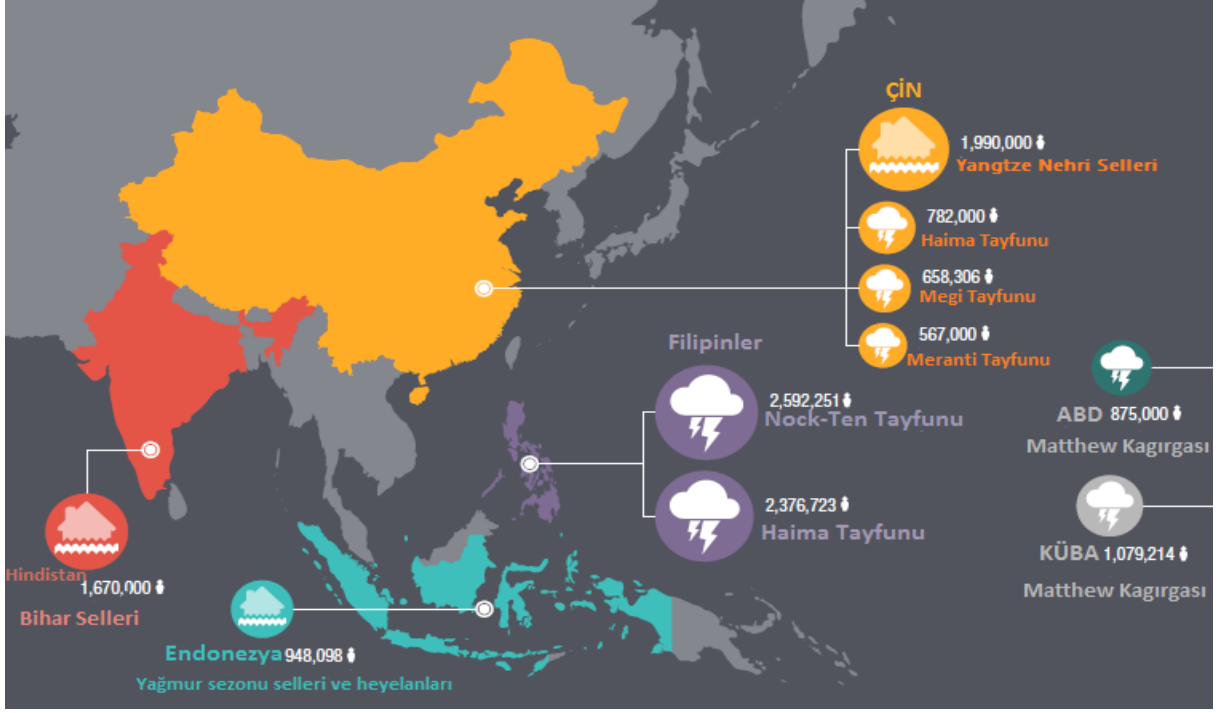 ÇİN
1,990,000
Yangtze Nehri Selleri
782,000
Haima Tayfunu
658,306
Megi Tayfunu
567,000
Meranti Tayfunu
Filipinler
2,592,251
Nock-Ten Tayfunu
2,376,723
Haima Tayfunu
ABD 875,000
Matthew Kagırgası
KÜBA 1,079,214
Matthew Kagırgası
Hindistan
1,670,000
Bihar Selleri
Endonezya 948,098
Yağmur sezonu selleri ve heyelanları